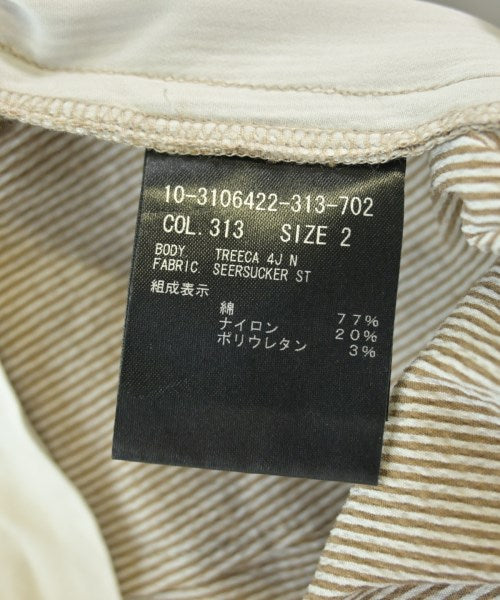 10-3106422-313-702
COL.313 SIZE 2
BODY TREECA 4J N
FABRIC SEERSUCKER ST
組成表示
綿 77%
ナイロン 20%
ポリウレタン 3%